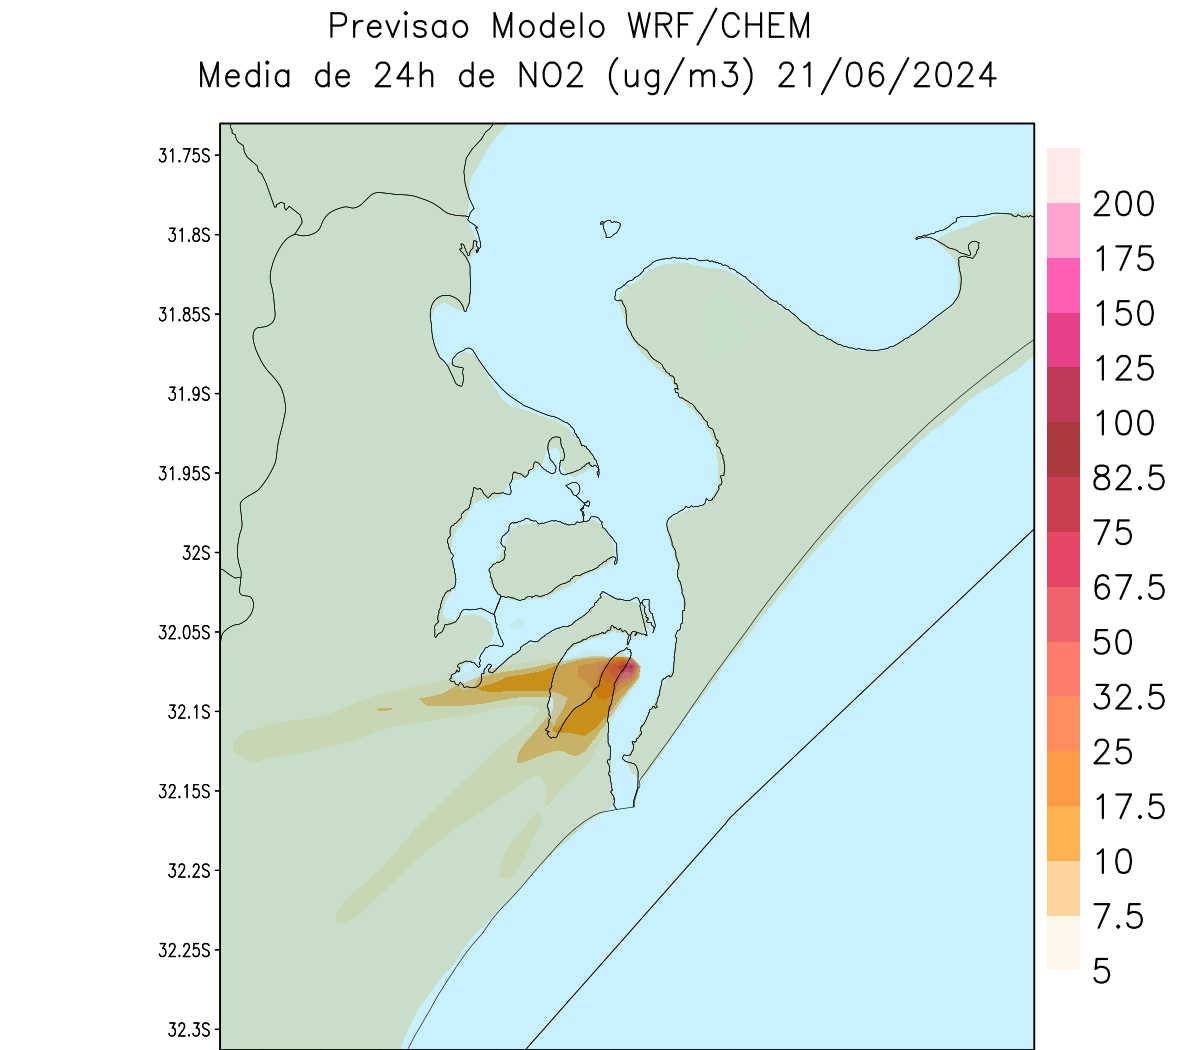 Previsao Modelo WRF/CHEM
Media de 24h de NO2 (ug/m3) 21/06/2024
31.75S
31.8S
31.85S
31.9S
31.95S
32S
32.05S
32.1S
32.15S
32.2S
32.25S
32.3S
200
175
150
125
100
82.5
75
67.5
50
32.5
25
17.5
10
7.5
5